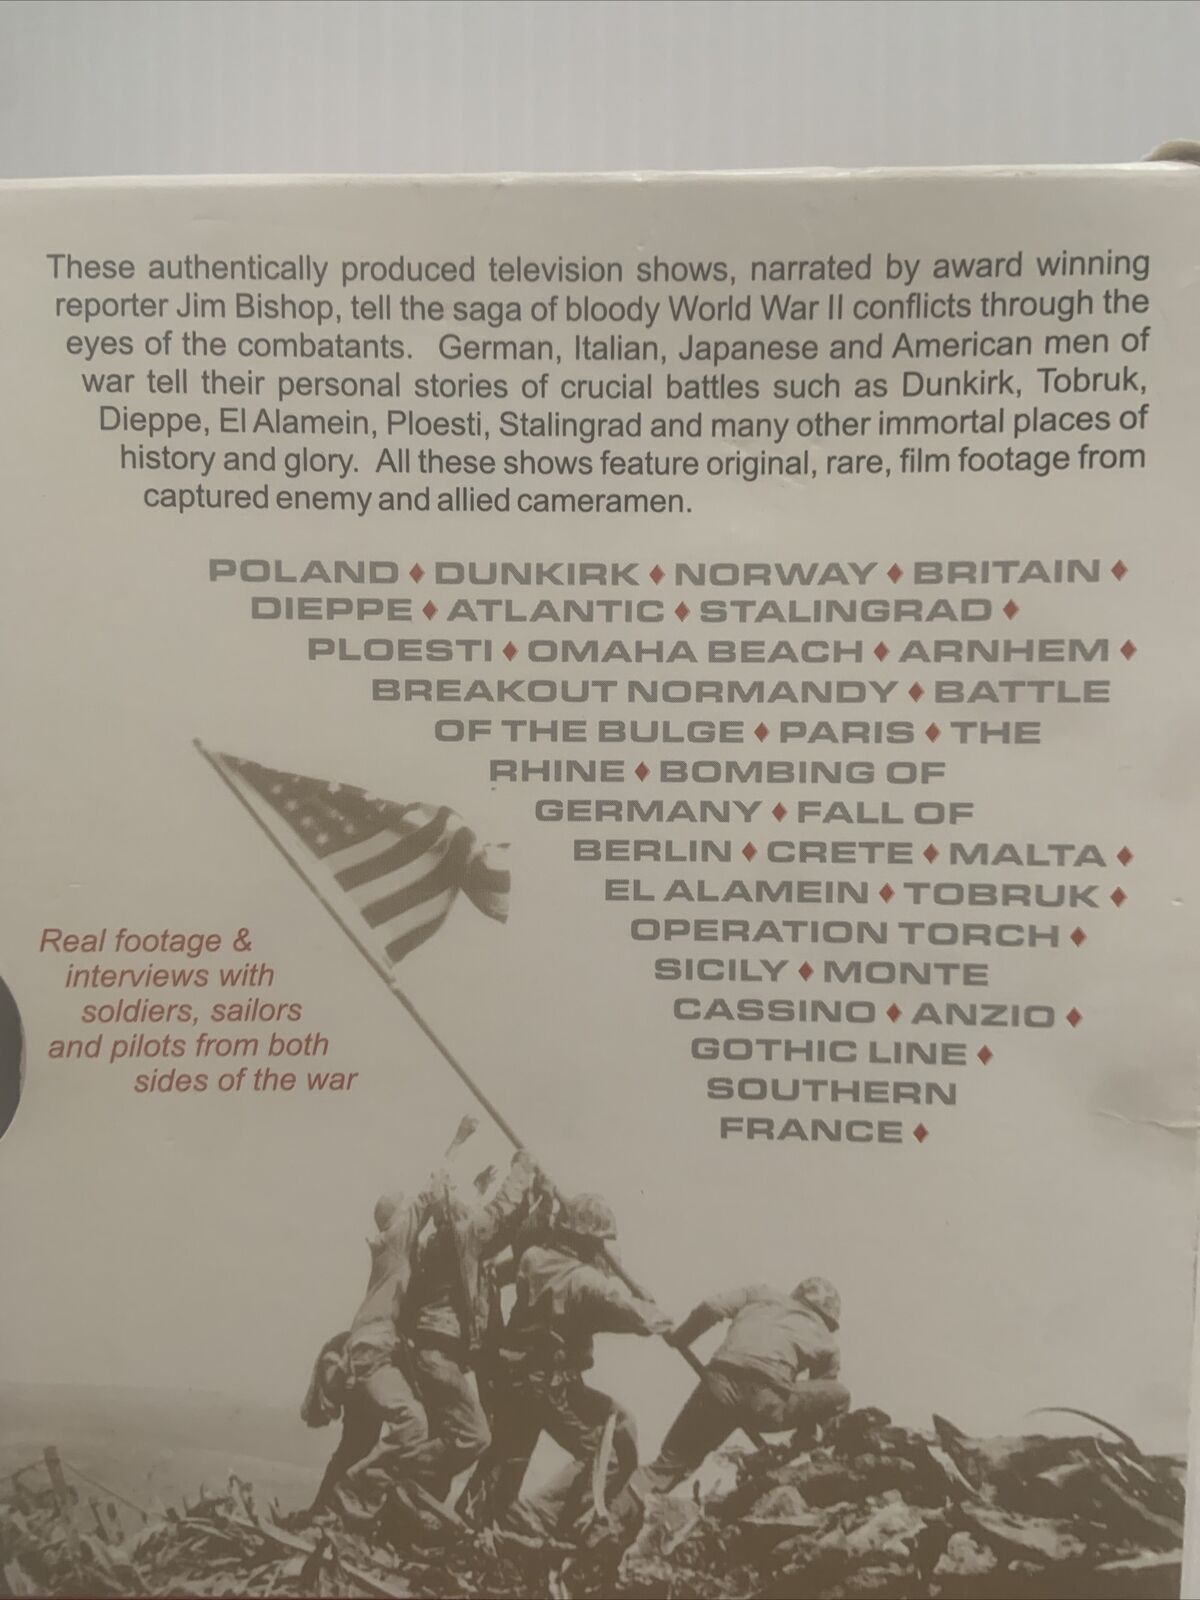 These authentically produced television shows, narrated by award winning
reporter Jim Bishop, tell the saga of bloody World War II conflicts through the
eyes of the combatants. German, Italian, Japanese and American men of
war tell their personal stories of crucial battles such as Dunkirk, Tobruk,
Dieppe, El Alamein, Ploesti, Stalingrad and many other immortal places of
history and glory. All these shows feature original, rare, film footage from
captured enemy and allied cameramen.
POLAND ♦ DUNKIRK ♦ NORWAY ♦ BRITAIN ♦
DIEPPE ♦ ATLANTIC ♦ STALINGRAD ♦
PLOESTI ♦ OMAHA BEACH ♦ ARNHEM ♦
BREAKOUT NORMANDY ♦ BATTLE
OF THE BULGE ♦ PARIS ♦ THE
RHINE ♦ BOMBING OF
GERMANY ♦ FALL OF
BERLIN ♦ CRETE ♦ MALTA ♦
EL ALAMEIN ♦ TOBRUK ♦
OPERATION TORCH ♦
SICILY ♦ MONTE
CASSINO ♦ ANZIO ♦
GOTHIC LINE ♦
SOUTHERN
FRANCE ♦
Real footage &
interviews with
soldiers, sailors
and pilots from both
sides of the war